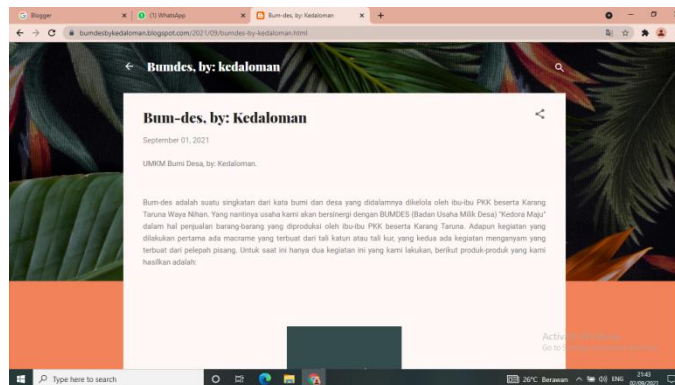 Blogger
(1) WhatsApp
Bum-des, by: Kedaloman
bumdesbykedaloman.blogspot.com/2021/09/bumdes-by-kedaloman.html
Bumdes, by: kedaloman
Bum-des, by: Kedaloman
September 01, 2021
UMKM Bumi Desa, by: Kedaloman.
Bum-des adalah suatu singkatan dari kata bumi dan desa yang didalamnya dikelola oleh ibu-ibu PKK beserta Karang
Taruna Waya Nihan. Yang nantinya usaha kami akan bersinergi dengan BUMDES (Badan Usaha Milik Desa) "Kedora Maju"
dalam hal penjualan barang-barang yang diproduksi oleh ibu-ibu PKK beserta Karang Taruna. Adapun kegiatan yang
dilakukan pertama ada macrame yang terbuat dari tali katun atau tali kur, yang kedua ada kegiatan menganyam yang
terbuat dari pelepah pisang. Untuk saat ini hanya dua kegiatan ini yang kami lakukan, berikut produk-produk yang kami
hasilkan adalah:
Type here to search
26°C Berawan
ENG
21:43
02/09/2021